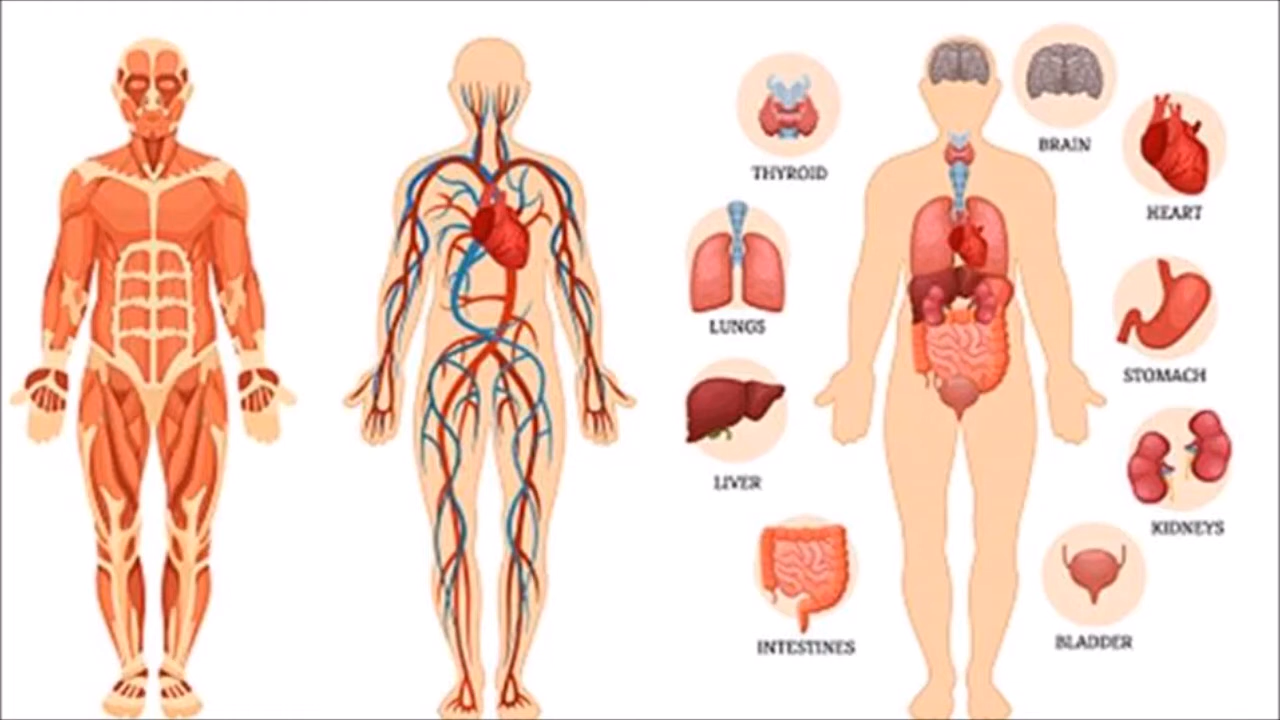 BRAIN
THYROID
HEART
LUNGS
STOMACH
LIVER
KIDNEYS
BLADDER
INTESTINES